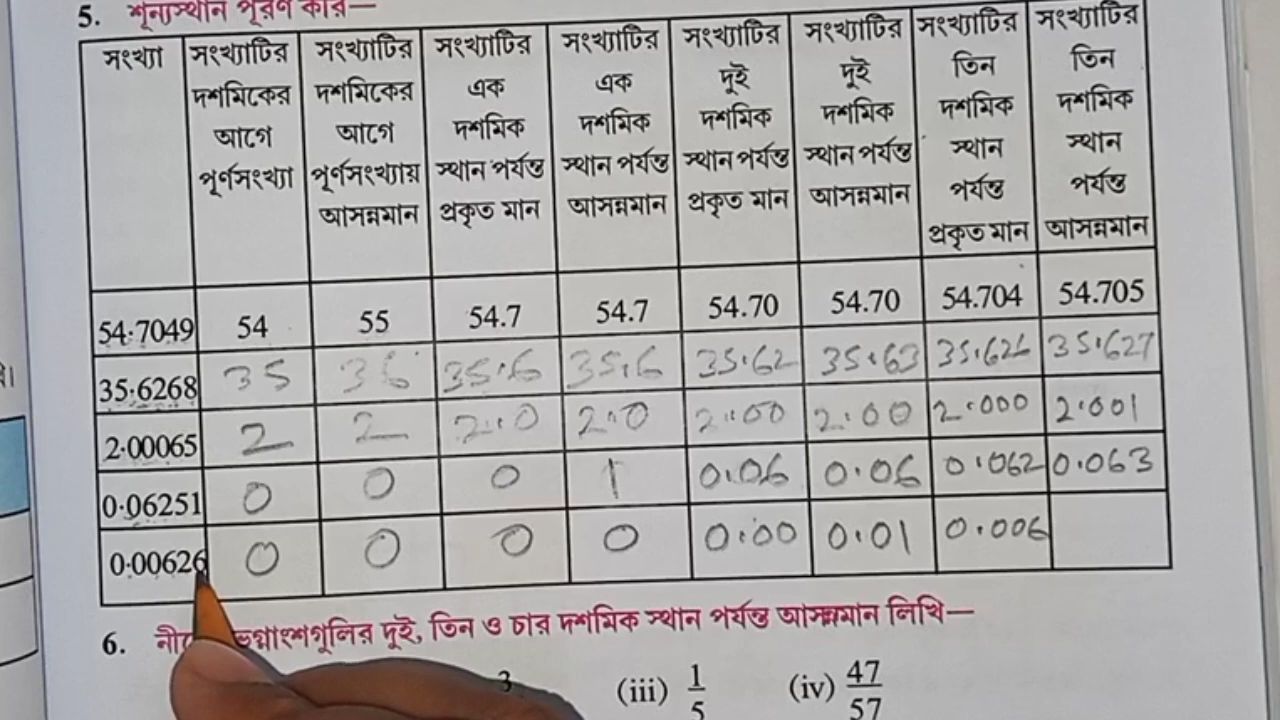 5. শূন্যস্থান পূরণ করি—
সংখ্যা সংখ্যাটির দশমিকের আগে পূর্ণসংখ্যা সংখ্যাটির দশমিকের আগে পূর্ণসংখ্যায় আসন্নমান সংখ্যাটির এক দশমিক স্থান পর্যন্ত প্রকৃত মান সংখ্যাটির এক দশমিক স্থান পর্যন্ত আসন্নমান সংখ্যাটির দুই দশমিক স্থান পর্যন্ত প্রকৃত মান সংখ্যাটির দুই দশমিক স্থান পর্যন্ত আসন্নমান সংখ্যাটির তিন দশমিক স্থান পর্যন্ত প্রকৃত মান সংখ্যাটির তিন দশমিক স্থান পর্যন্ত আসন্নমান
54·7049 54 55 54.7 54.7 54.70 54.70 54.704 54.705
35·6268 35 36 35.6 35.6 35.62 35.63 35.626 35.627
2·00065 2 2 2.0 2.0 2.00 2.00 2.000 2.001
0·06251 0 0 0 1 0.06 0.06 0.062 0.063
0·00626 0 0 0 0 0.00 0.01 0.006
6. ভগ্নাংশগুলির দুই, তিন ও চার দশমিক স্থান পর্যন্ত আসন্নমান লিখি—
3 (iii) 1/5 (iv) 47/57